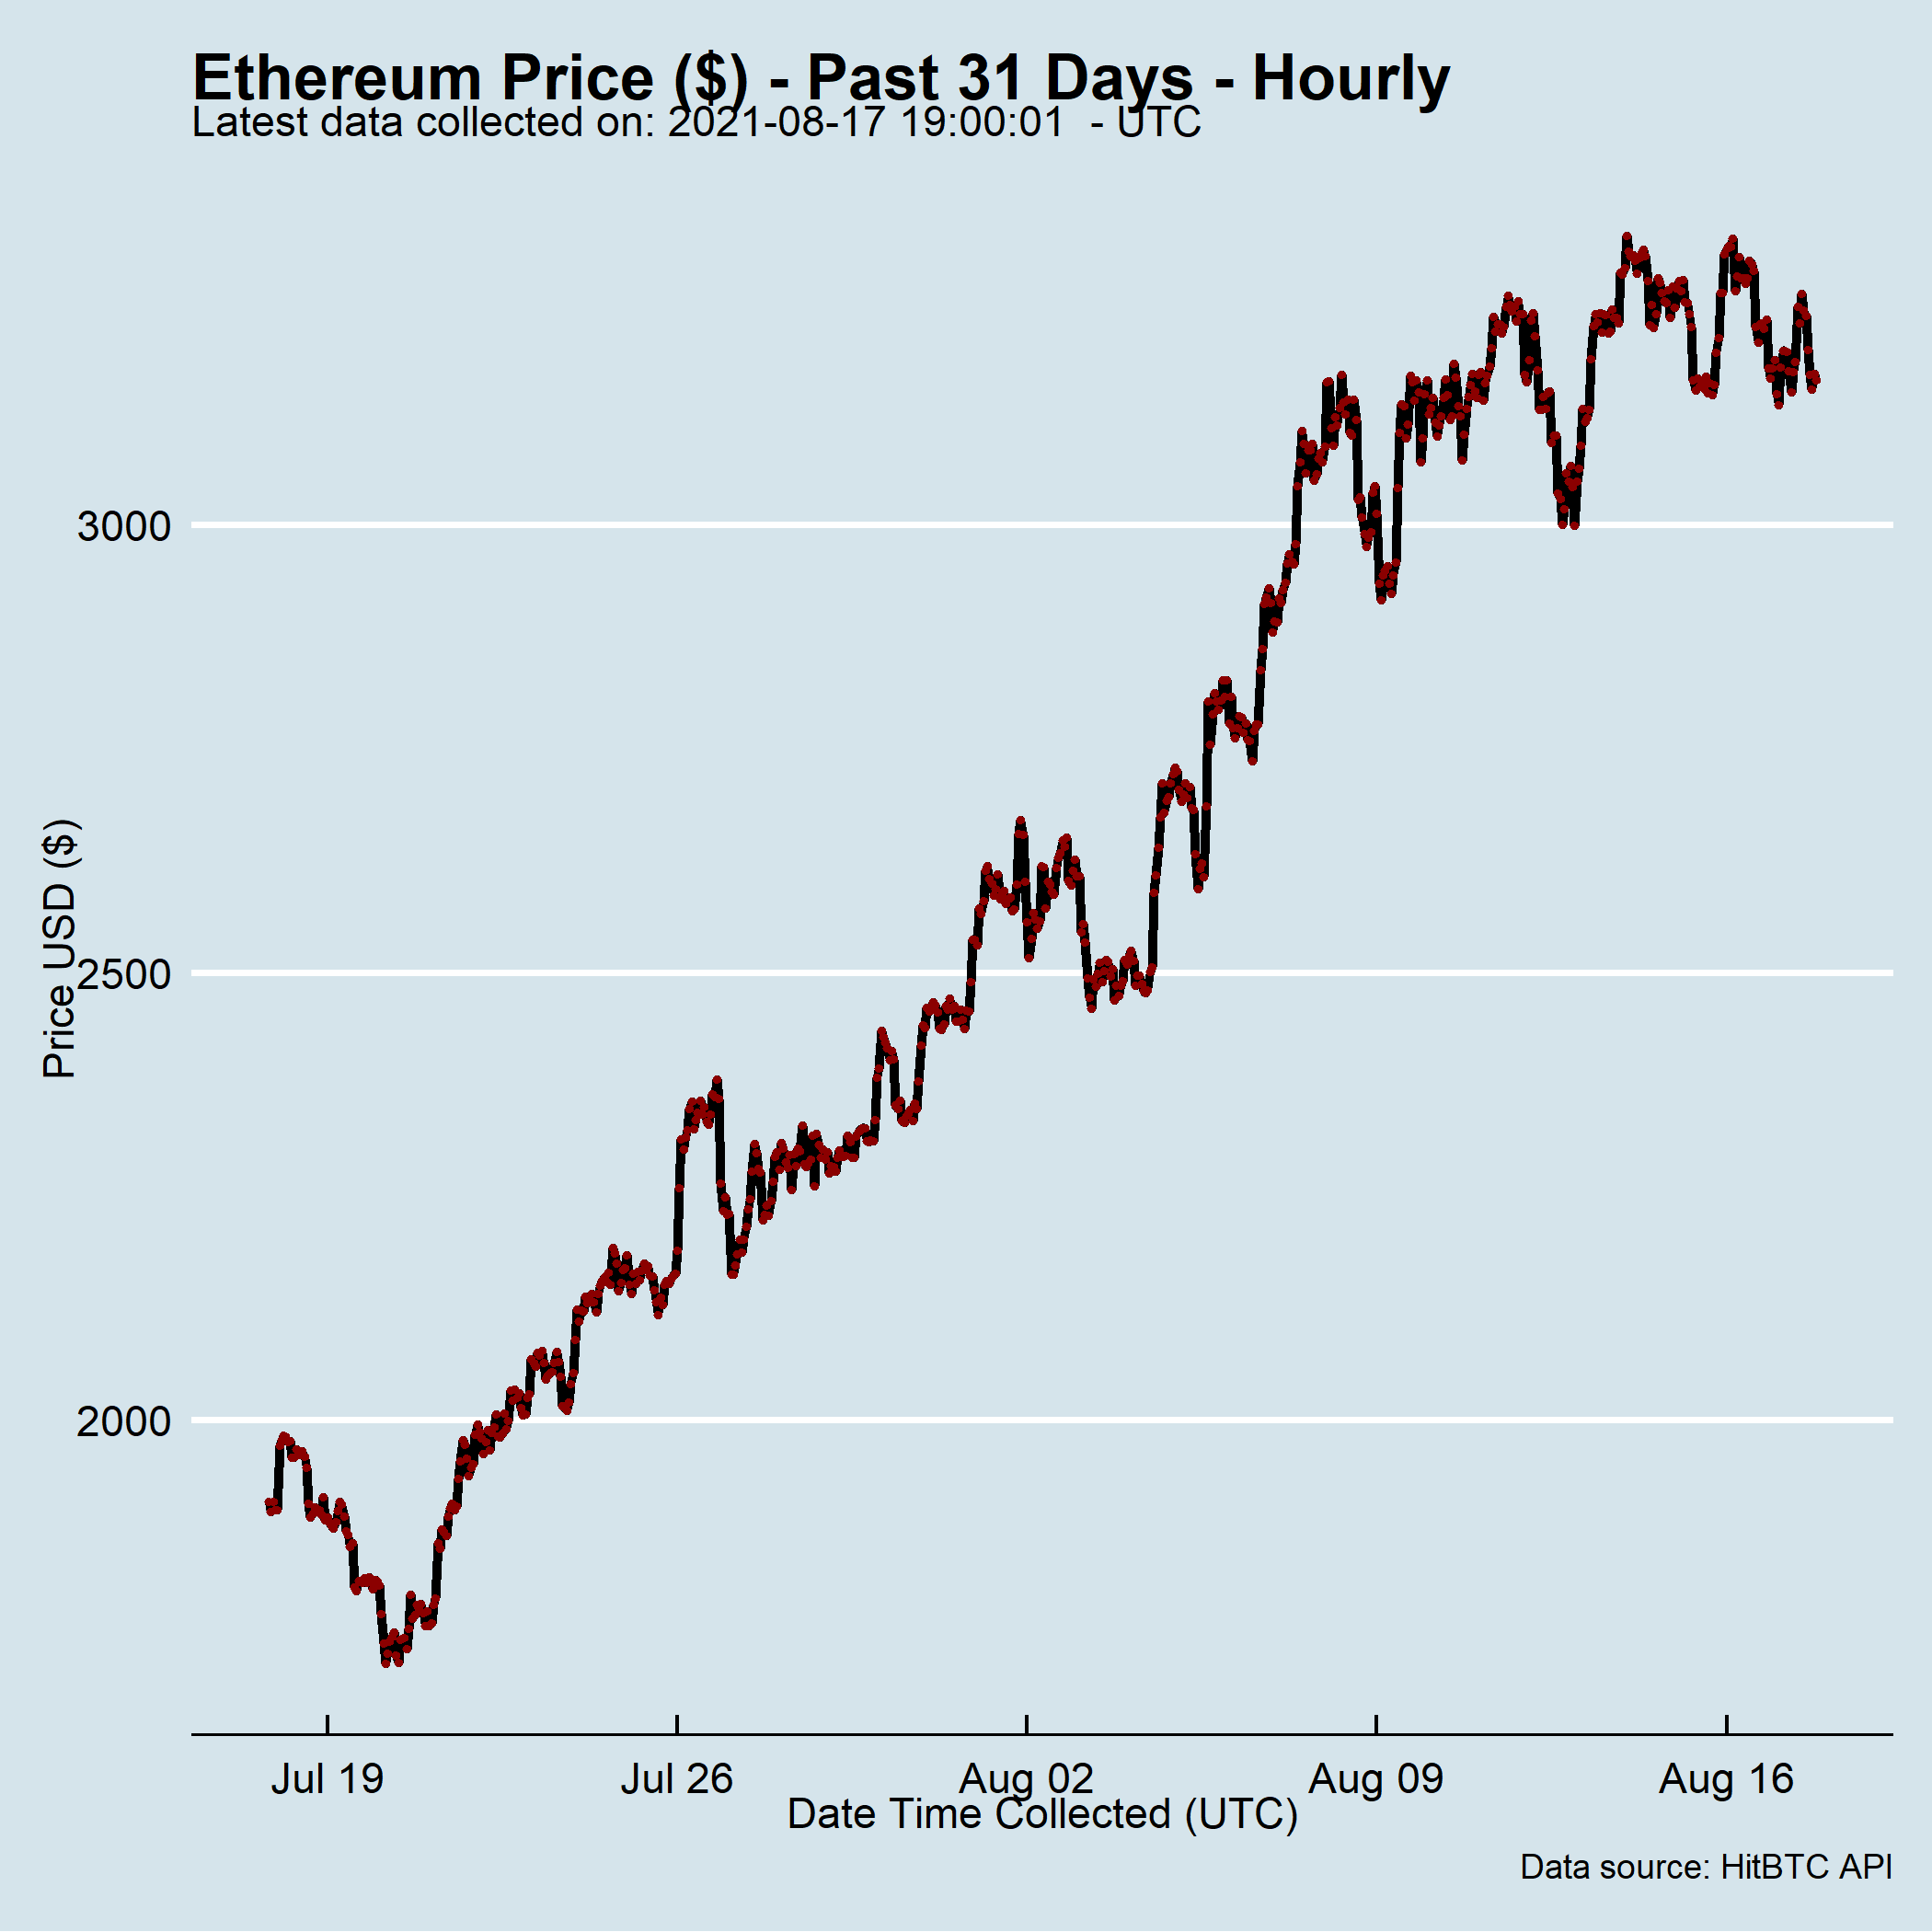 Ethereum Price ($) - Past 31 Days - Hourly
Latest data collected on: 2021-08-17 19:00:01  - UTC
3000
2500
2000
Price USD ($)
Jul 19
Jul 26
Aug 02
Aug 09
Aug 16
Date Time Collected (UTC)
Data source: HitBTC API